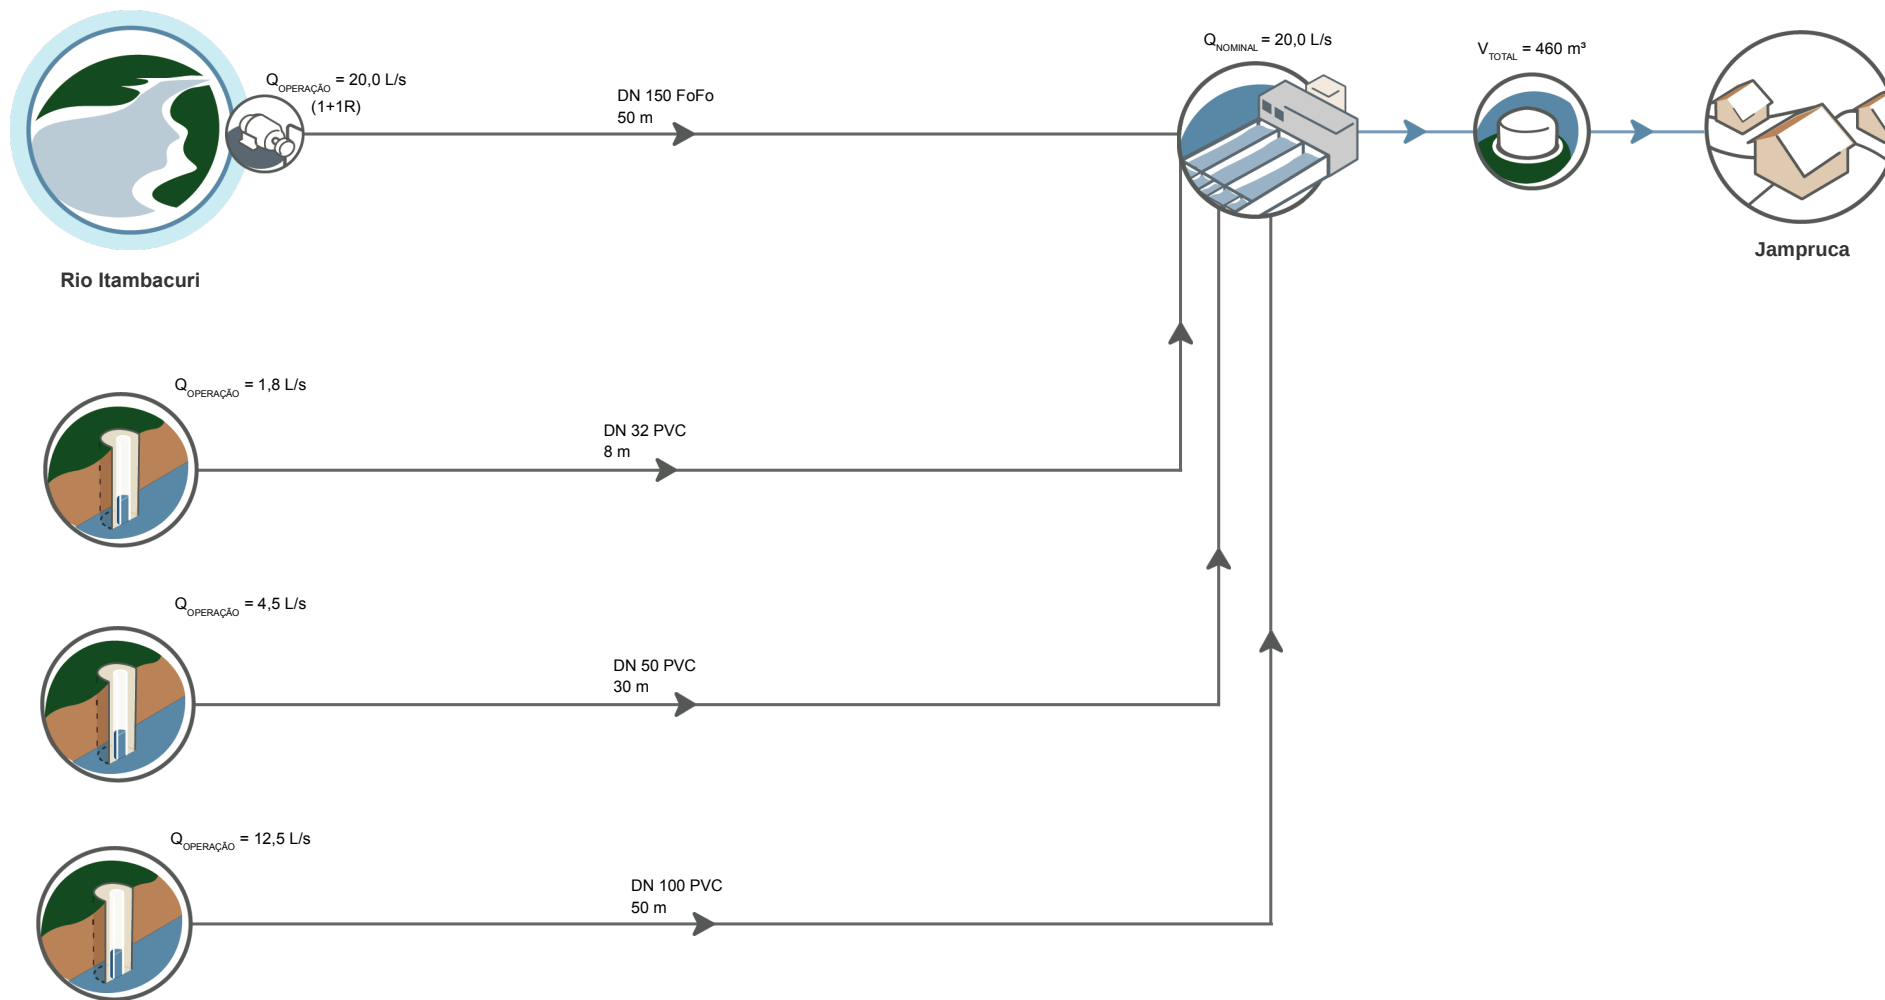 Q_NOMINAL = 20,0 L/s
V_TOTAL = 460 m³
Q_OPERAÇÃO = 20,0 L/s
(1+1R)
DN 150 FoFo
50 m
Jampruca
Rio Itambacuri
Q_OPERAÇÃO = 1,8 L/s
DN 32 PVC
8 m
Q_OPERAÇÃO = 4,5 L/s
DN 50 PVC
30 m
Q_OPERAÇÃO = 12,5 L/s
DN 100 PVC
50 m